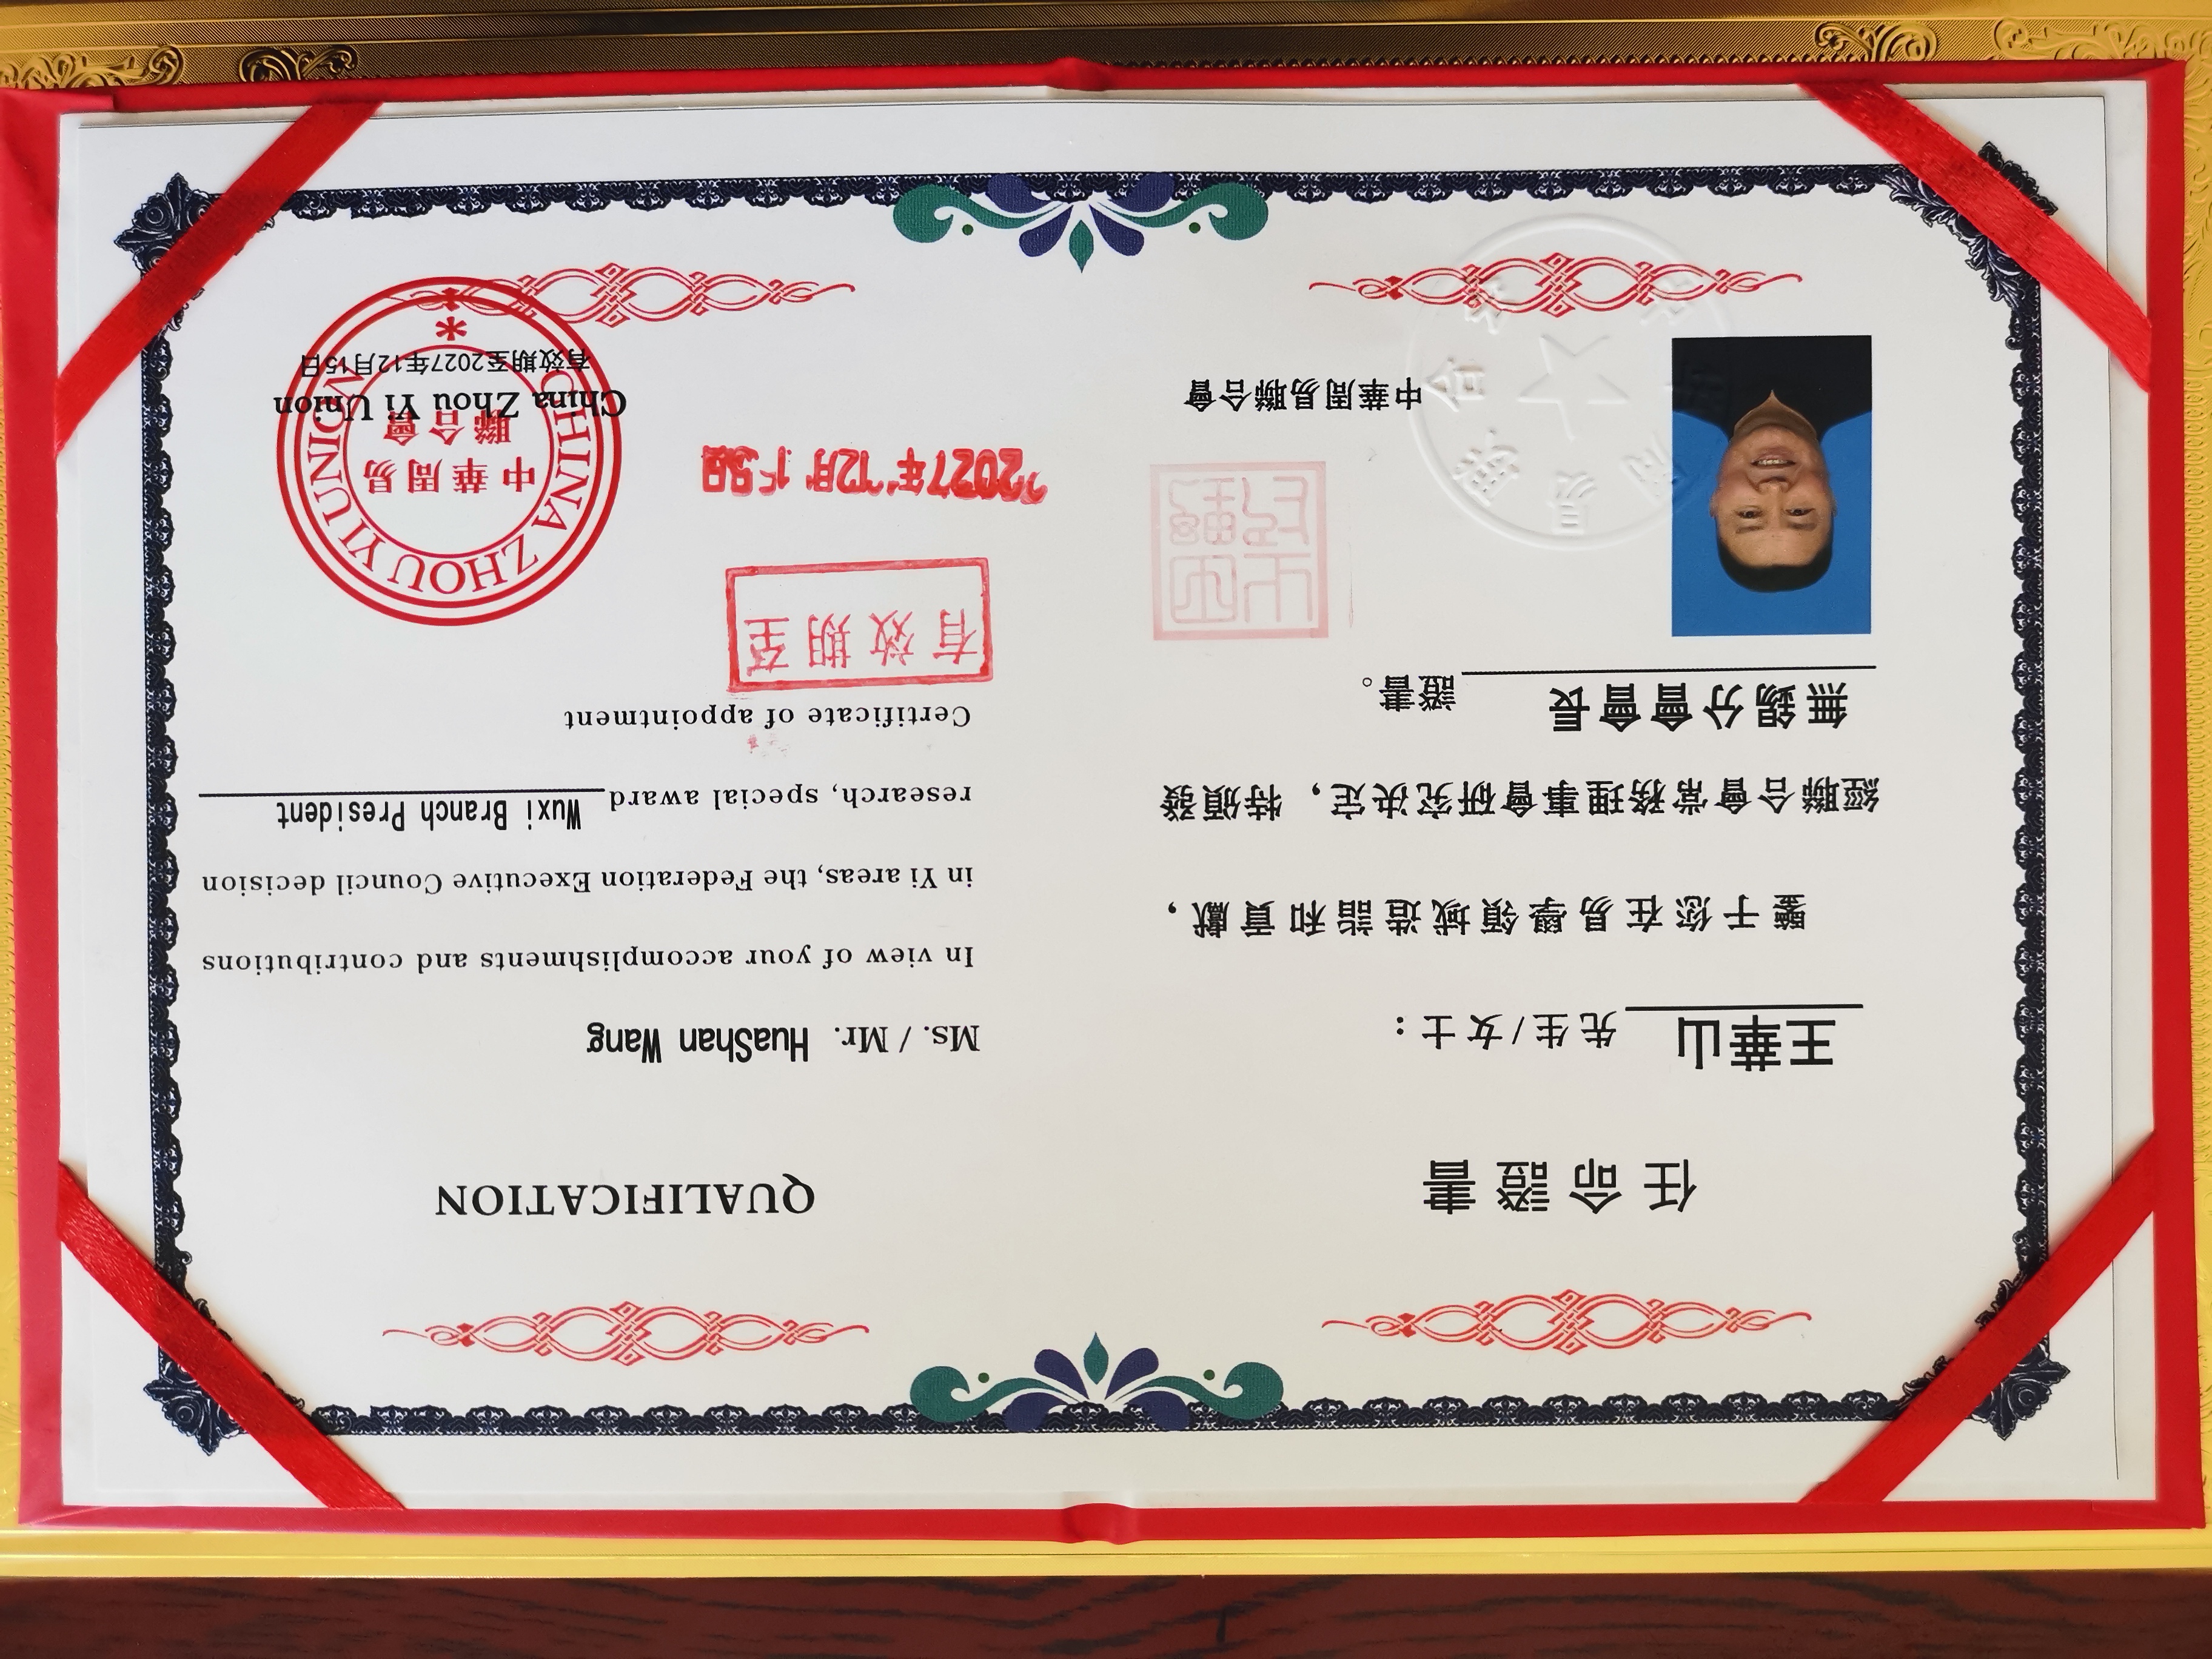 任命證書
王華山 先生/女士：
鑒于您在易學領域造詣和貢獻，
經聯合會常務理事會研究決定，特頒發
無錫分會會長 證書。
中華周易聯合會
QUALIFICATION
Ms. / Mr. HuaShan Wang
In view of your accomplishments and contributions
in Yi areas, the Federation Executive Council decision
research, special award Wuxi Branch President
Certificate of appointment
有效期至
2027年12月15日
CHINA ZHOU YI UNION
中華周易
聯合會
China Zhou Yi Union
有效期至2027年12月15日